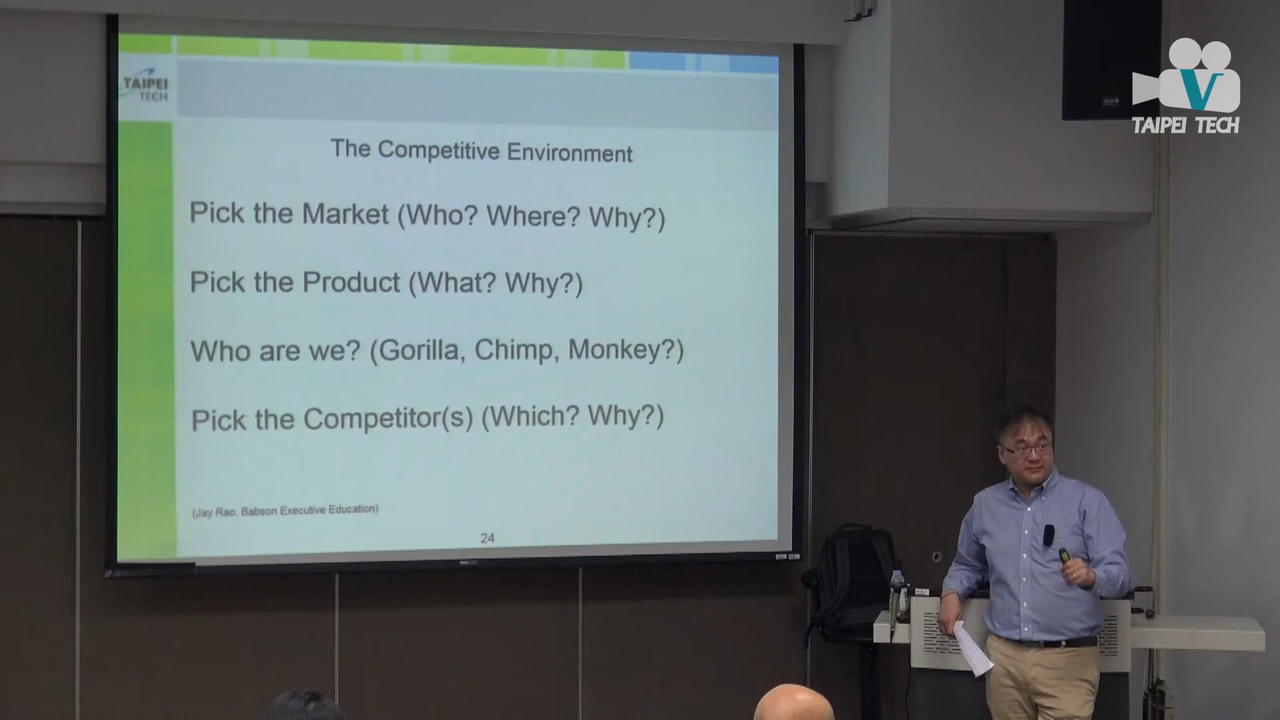 TAIPEI
TECH
The Competitive Environment
Pick the Market (Who? Where? Why?)
Pick the Product (What? Why?)
Who are we? (Gorilla, Chimp, Monkey?)
Pick the Competitor(s) (Which? Why?)
(Jay Rao, Babson Executive Education)
24
V
TAIPEI TECH